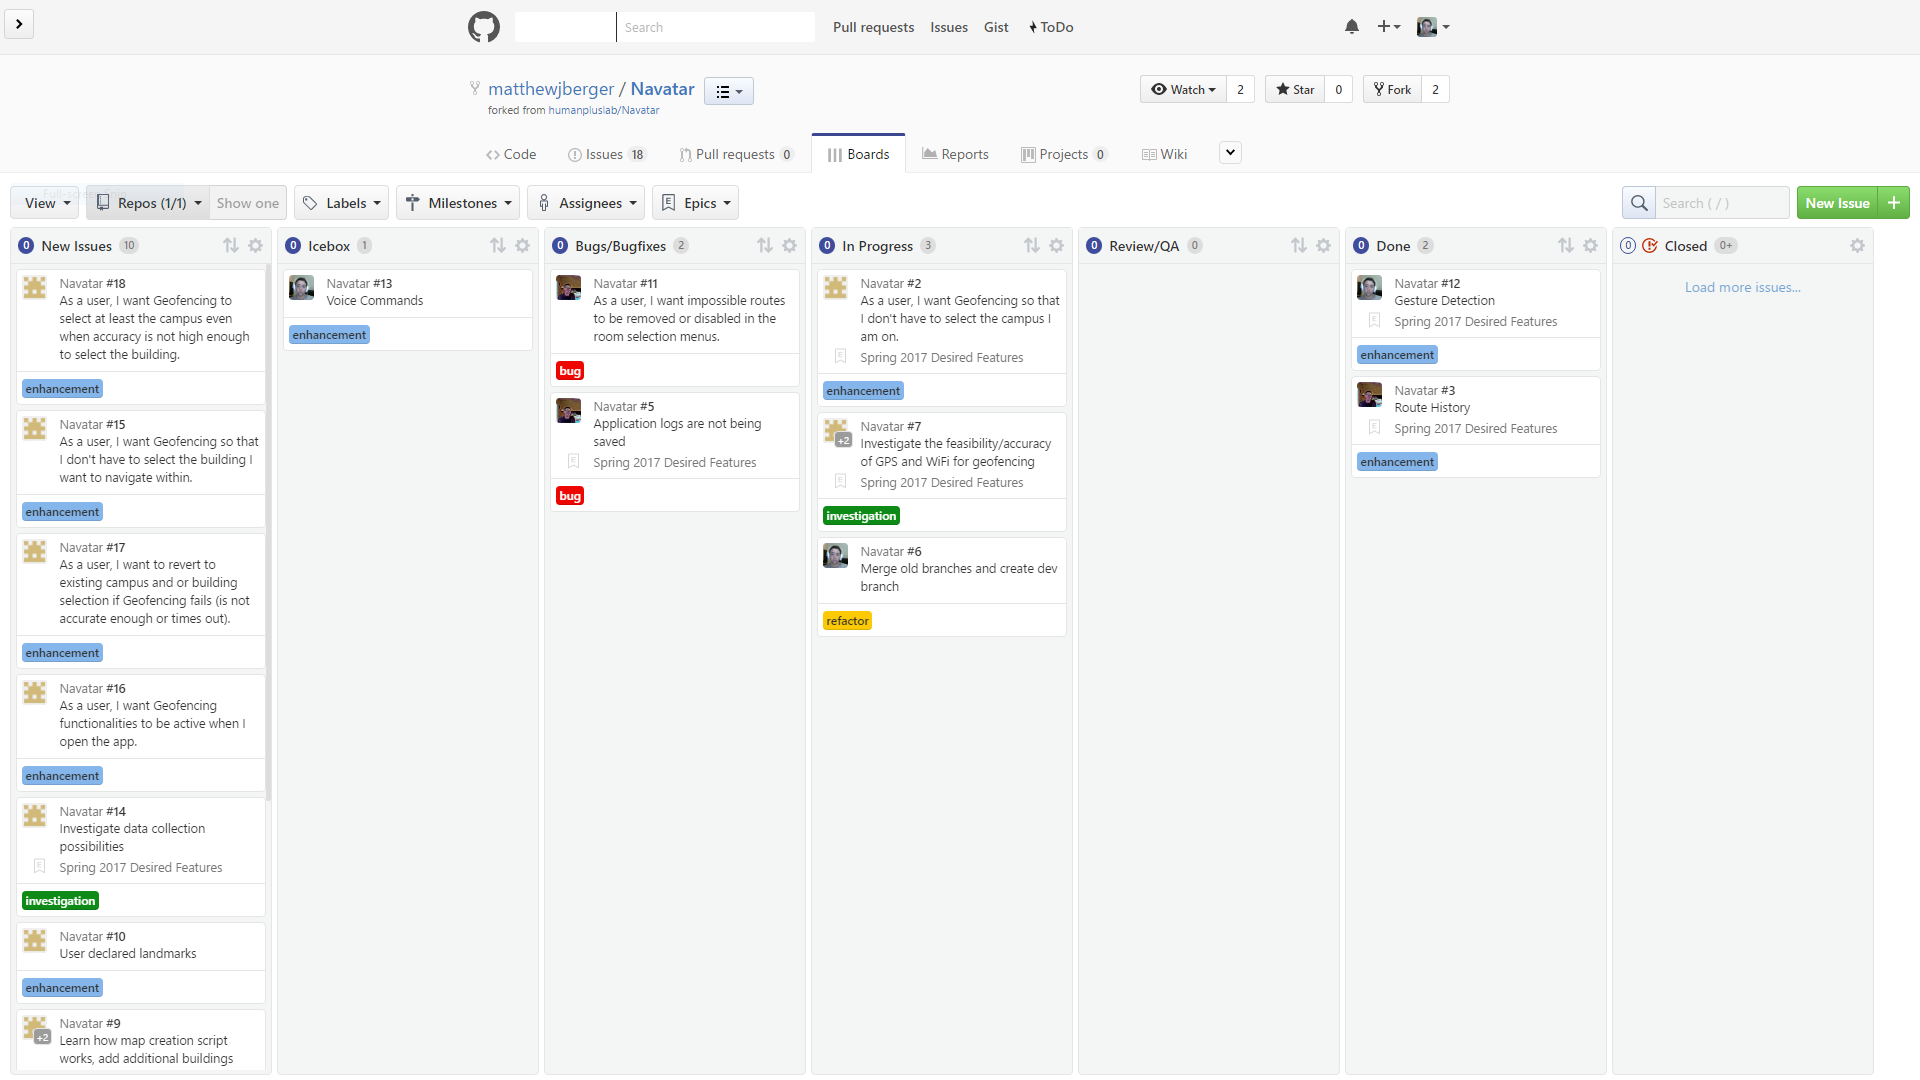 Search
Pull requests
Issues
Gist
ToDo
matthewjberger / Navatar
forked from humanpluslab/Navatar
Watch 2
Star 0
Fork 2
Code
Issues 18
Pull requests 0
Boards
Reports
Projects 0
Wiki
View
Repos (1/1)
Show one
Labels
Milestones
Assignees
Epics
Search ( / )
New Issue
0 New Issues 10
Navatar #18
As a user, I want Geofencing to
select at least the campus even
when accuracy is not high enough
to select the building.
enhancement
Navatar #15
As a user, I want Geofencing so that
I don't have to select the building I
want to navigate within.
enhancement
Navatar #17
As a user, I want to revert to
existing campus and or building
selection if Geofencing fails (is not
accurate enough or times out).
enhancement
Navatar #16
As a user, I want Geofencing
functionalities to be active when I
open the app.
enhancement
Navatar #14
Investigate data collection
possibilities
Spring 2017 Desired Features
investigation
Navatar #10
User declared landmarks
enhancement
+2
Navatar #9
Learn how map creation script
works, add additional buildings
0 Icebox 1
Navatar #13
Voice Commands
enhancement
0 Bugs/Bugfixes 2
Navatar #11
As a user, I want impossible routes
to be removed or disabled in the
room selection menus.
bug
Navatar #5
Application logs are not being
saved
Spring 2017 Desired Features
bug
0 In Progress 3
Navatar #2
As a user, I want Geofencing so that
I don't have to select the campus I
am on.
Spring 2017 Desired Features
enhancement
+2
Navatar #7
Investigate the feasibility/accuracy
of GPS and WiFi for geofencing
Spring 2017 Desired Features
investigation
Navatar #6
Merge old branches and create dev
branch
refactor
0 Review/QA 0
0 Done 2
Navatar #12
Gesture Detection
Spring 2017 Desired Features
enhancement
Navatar #3
Route History
Spring 2017 Desired Features
enhancement
0 Closed 0+
Load more issues...